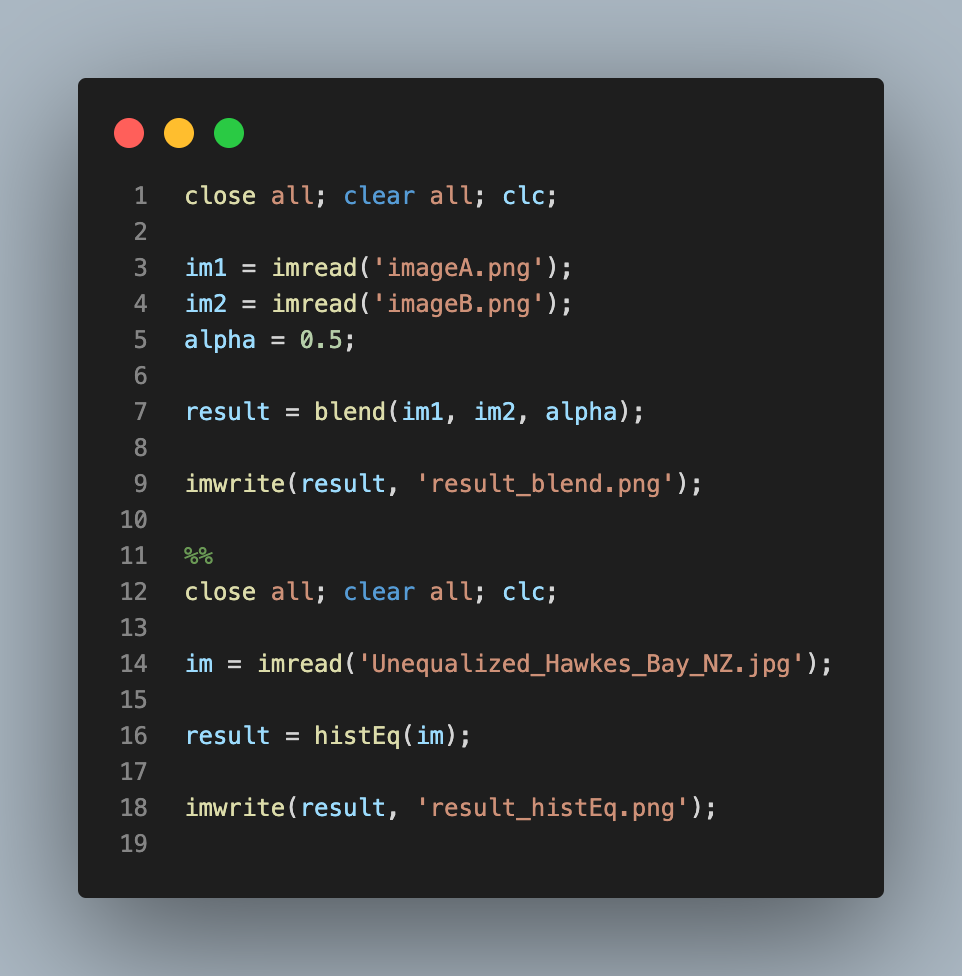 1 close all; clear all; clc;
2
3 im1 = imread('imageA.png');
4 im2 = imread('imageB.png');
5 alpha = 0.5;
6
7 result = blend(im1, im2, alpha);
8
9 imwrite(result, 'result_blend.png');
10
11 %%
12 close all; clear all; clc;
13
14 im = imread('Unequalized_Hawkes_Bay_NZ.jpg');
15
16 result = histEq(im);
17
18 imwrite(result, 'result_histEq.png');
19